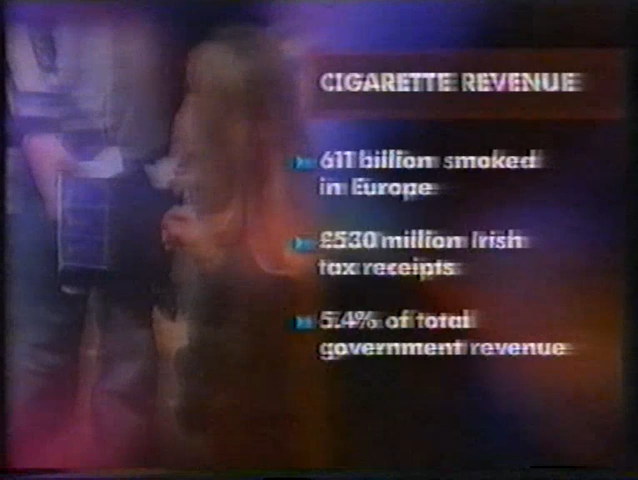 CIGARETTE REVENUE
611 billion smoked
in Europe
£530 million Irish
tax receipts
5.4% of total
government revenue